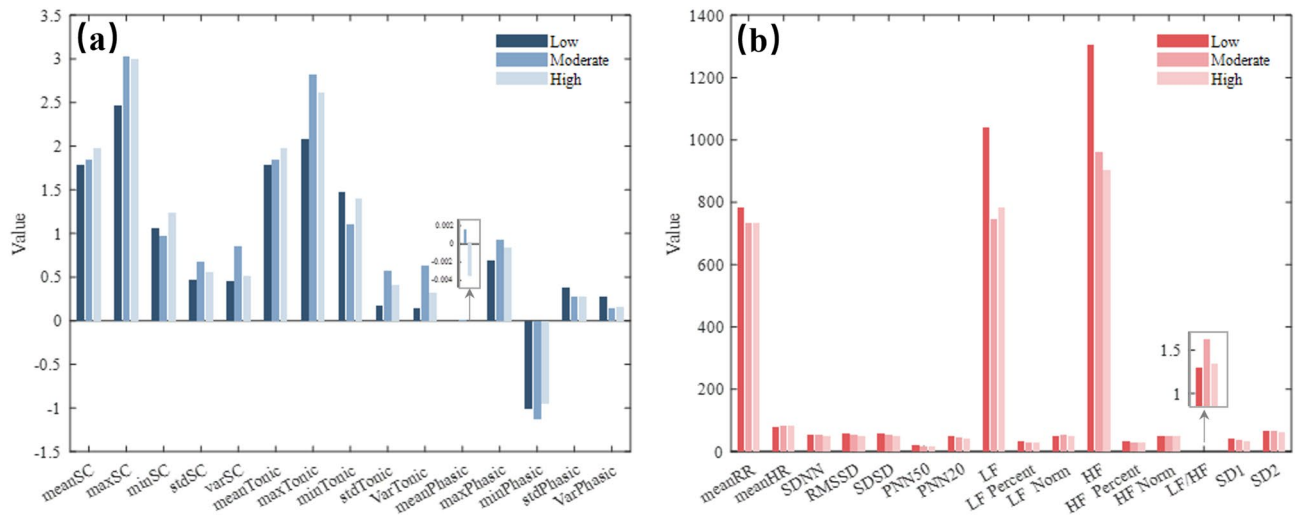 (a)
Low
Moderate
High
Value
3.5
3
2.5
2
1.5
1
0.5
0
-0.5
-1
-1.5
0.002
0
-0.002
-0.004
meanSC
maxSC
minSC
stdSC
varSC
meanTonic
maxTonic
minTonic
stdTonic
VarTonic
meanPhasic
maxPhasic
minPhasic
stdPhasic
VarPhasic
(b)
Low
Moderate
High
Value
1400
1200
1000
800
600
400
200
0
1.5
1
meanRR
meanHR
SDNN
RMSSD
SDSD
PNN50
PNN20
LF
LF Percent
LF Norm
HF
HF Percent
HF Norm
LF/HF
SD1
SD2